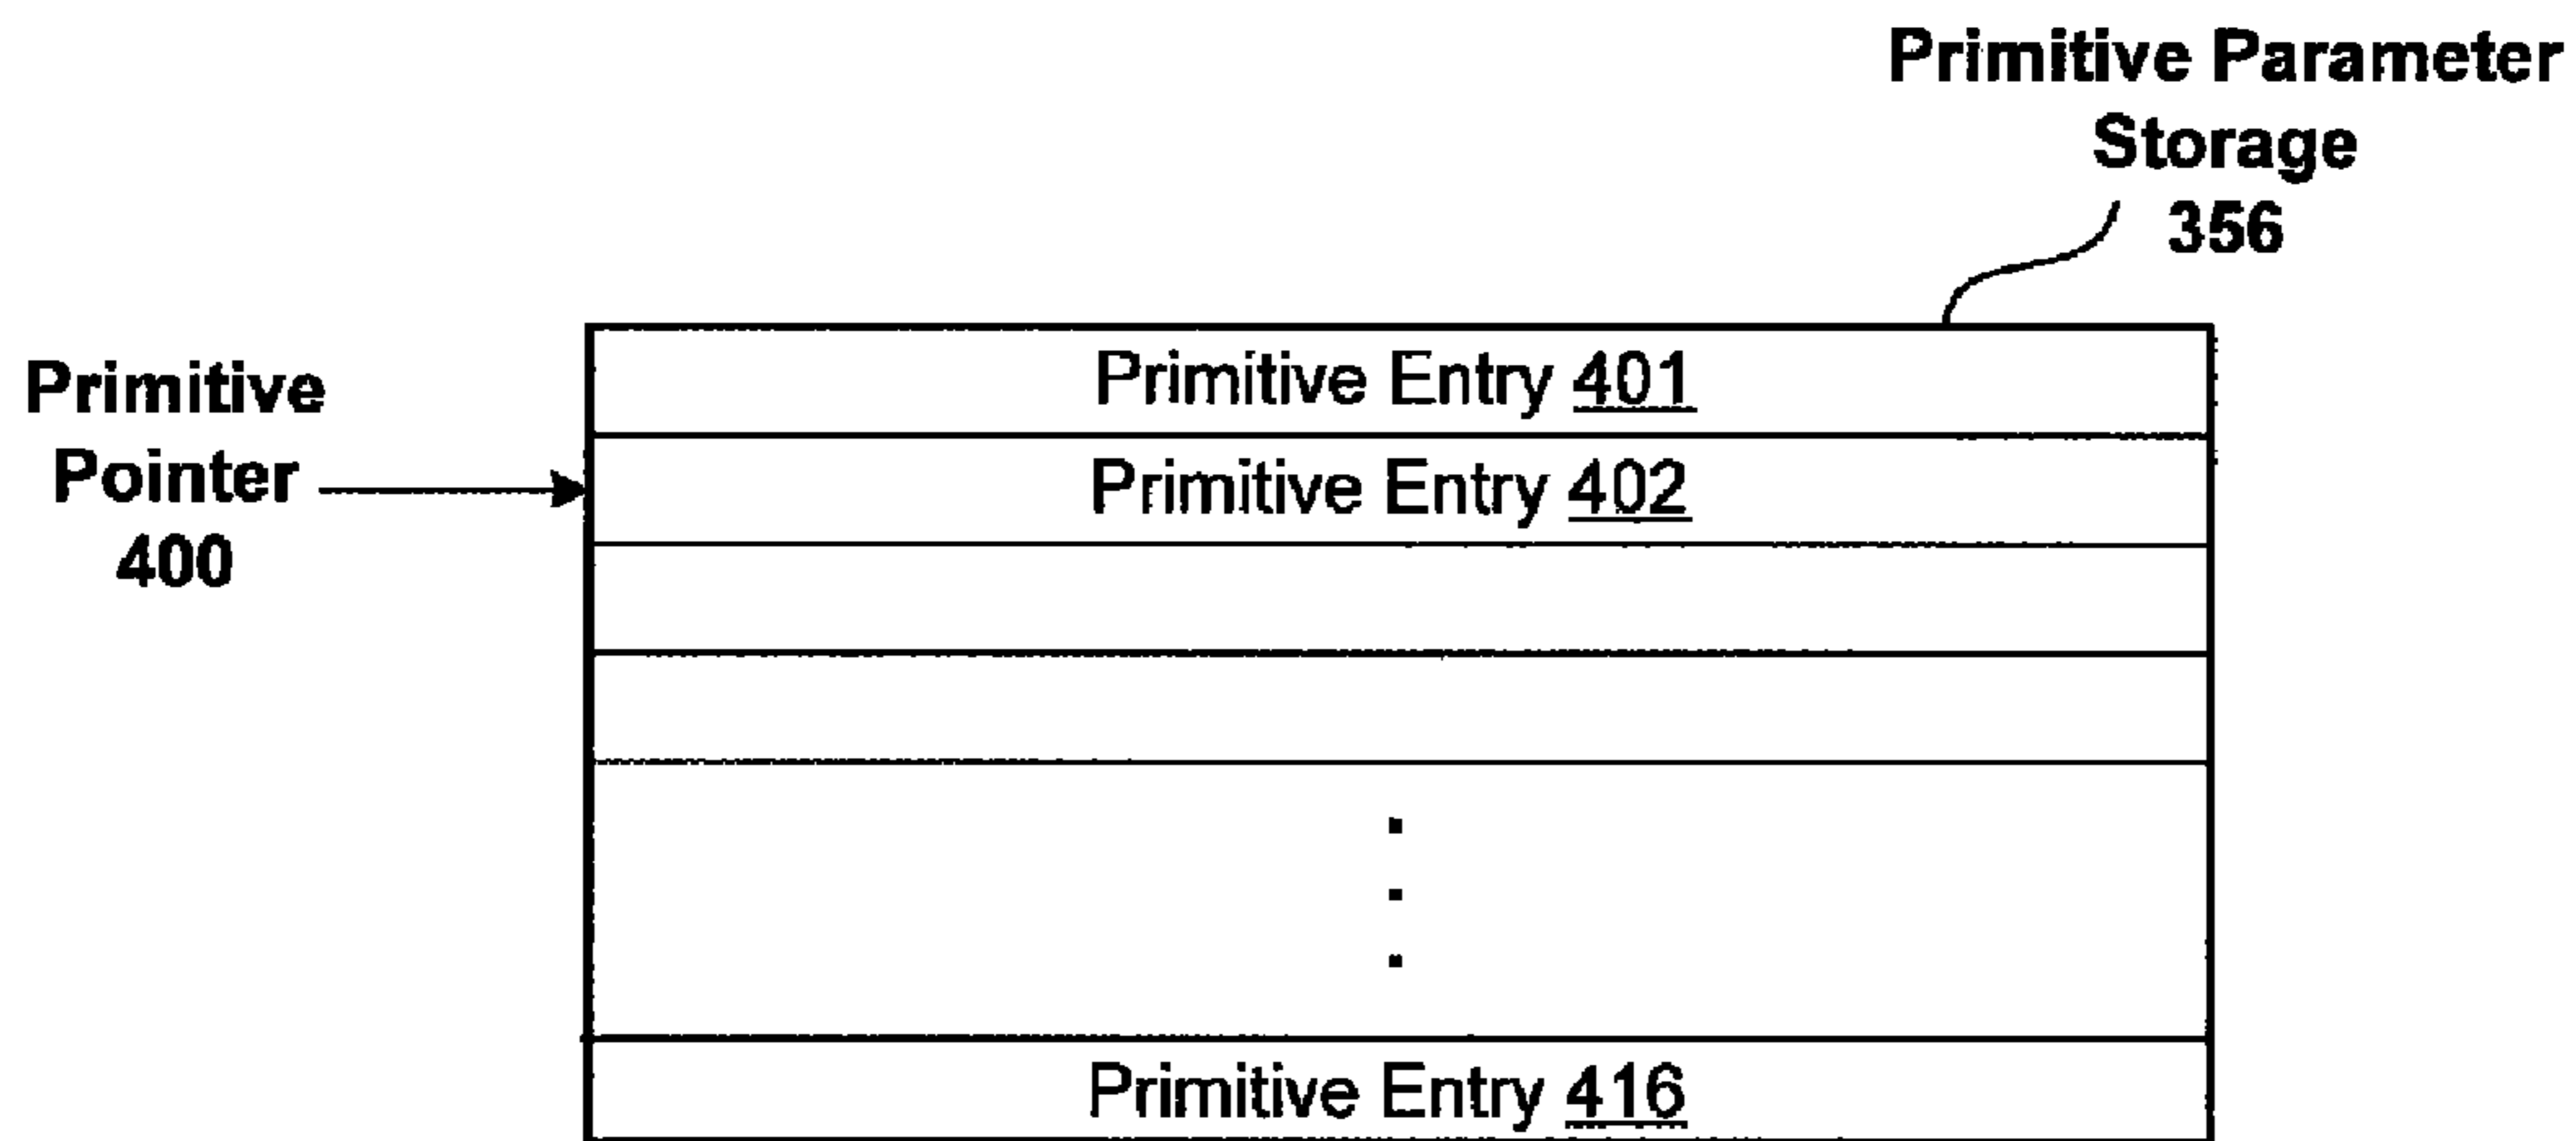 Primitive Parameter
Storage
356
Primitive Entry 401
Primitive
Pointer
400
Primitive Entry 402
Primitive Entry 416